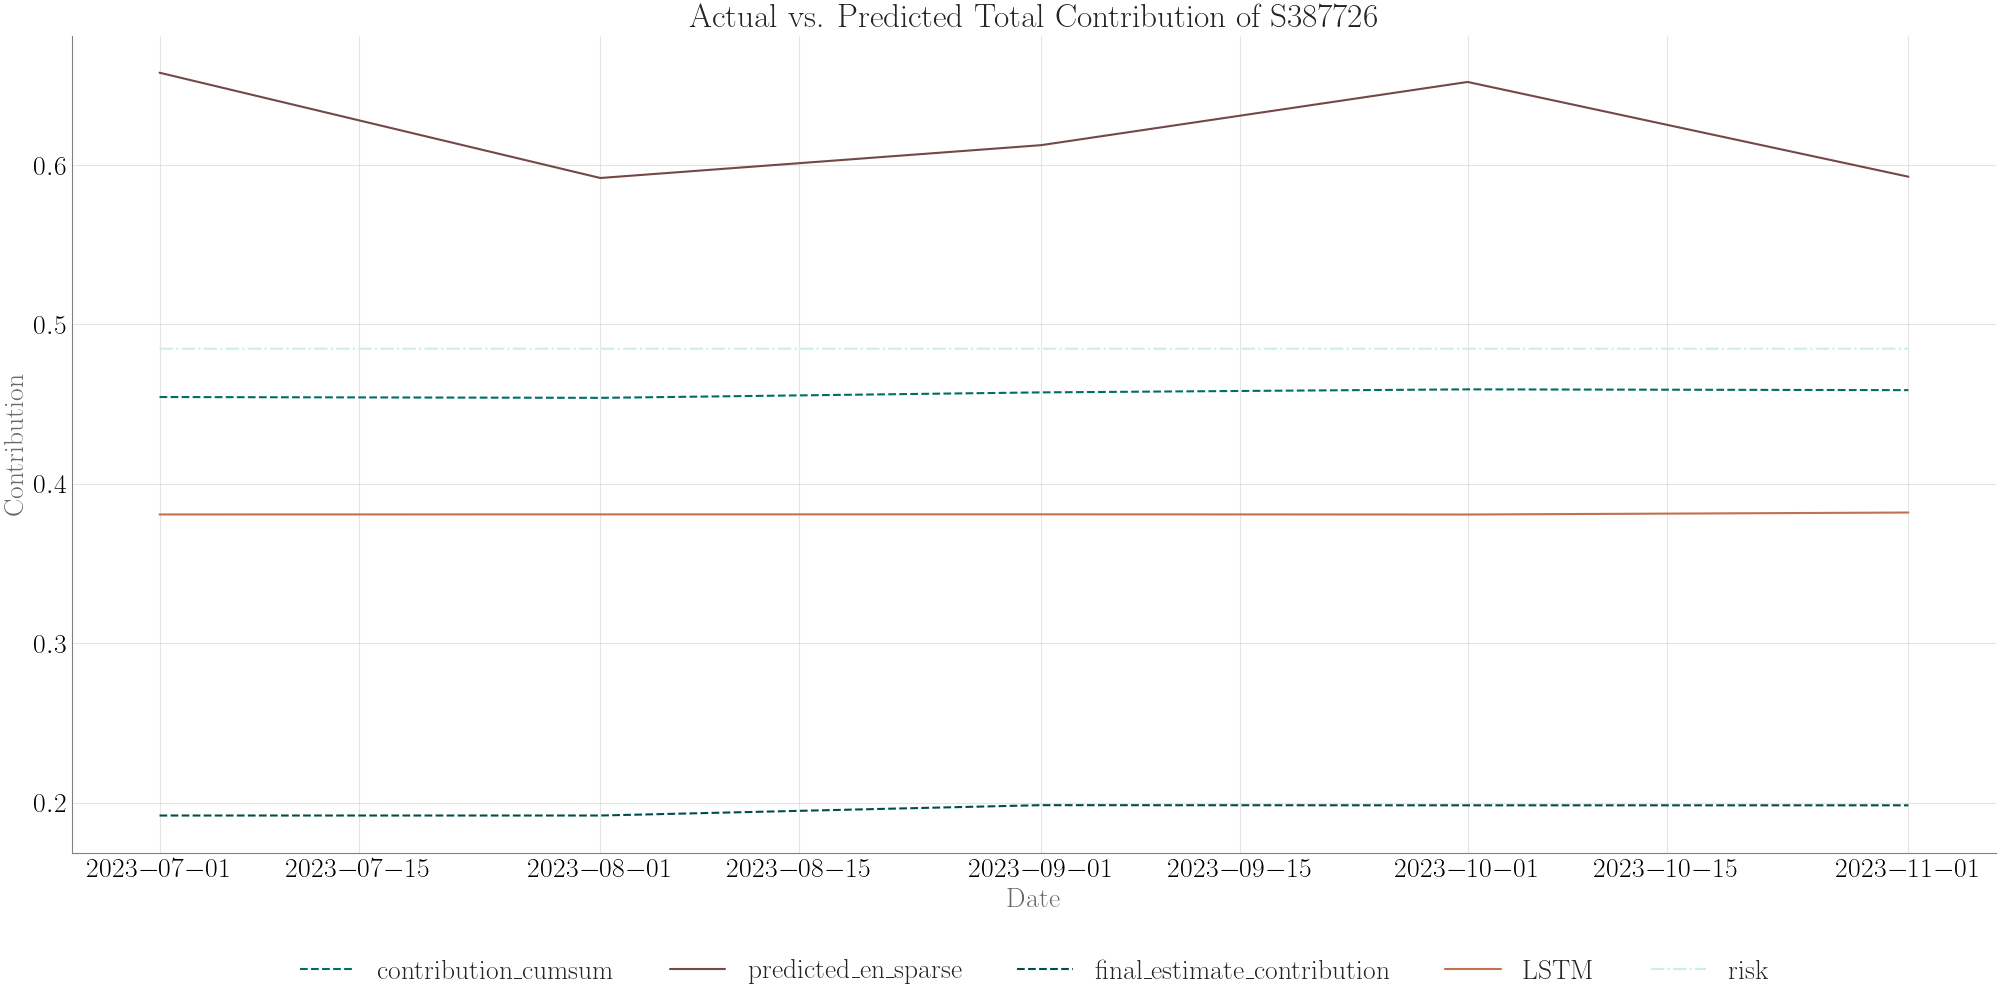 Actual vs. Predicted Total Contribution of S387726
Contribution
0.6
0.5
0.4
0.3
0.2
2023−07−01 2023−07−15 2023−08−01 2023−08−15 2023−09−01 2023−09−15 2023−10−01 2023−10−15 2023−11−01
Date
contribution_cumsum predicted_en_sparse final_estimate_contribution LSTM risk